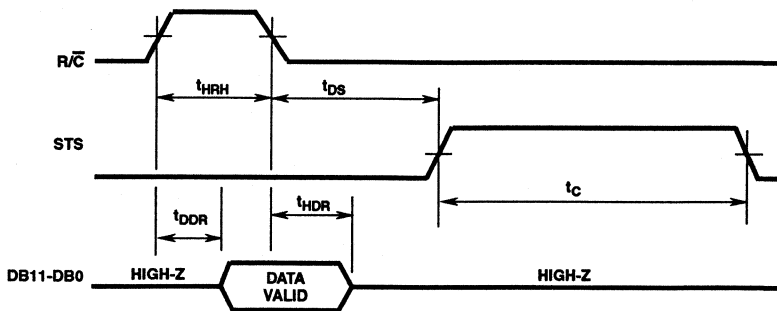 R/C̅
tHRH
tDS
STS
tC
tDDR
tHDR
DB11-DB0
HIGH-Z
DATA
VALID
HIGH-Z